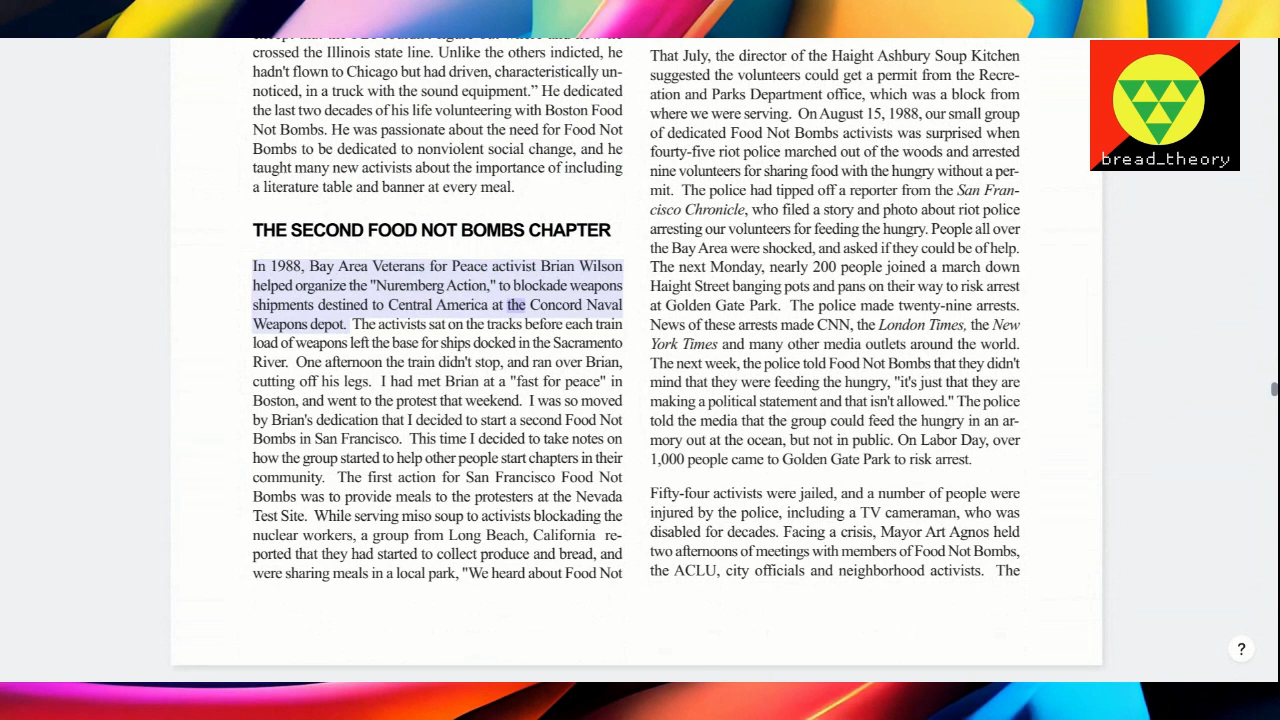 crossed the Illinois state line. Unlike the others indicted, he
hadn't flown to Chicago but had driven, characteristically un-
noticed, in a truck with the sound equipment.” He dedicated
the last two decades of his life volunteering with Boston Food
Not Bombs. He was passionate about the need for Food Not
Bombs to be dedicated to nonviolent social change, and he
taught many new activists about the importance of including
a literature table and banner at every meal.
THE SECOND FOOD NOT BOMBS CHAPTER
In 1988, Bay Area Veterans for Peace activist Brian Wilson
helped organize the "Nuremberg Action," to blockade weapons
shipments destined to Central America at the Concord Naval
Weapons depot. The activists sat on the tracks before each train
load of weapons left the base for ships docked in the Sacramento
River. One afternoon the train didn't stop, and ran over Brian,
cutting off his legs. I had met Brian at a "fast for peace" in
Boston, and went to the protest that weekend. I was so moved
by Brian's dedication that I decided to start a second Food Not
Bombs in San Francisco. This time I decided to take notes on
how the group started to help other people start chapters in their
community. The first action for San Francisco Food Not
Bombs was to provide meals to the protesters at the Nevada
Test Site. While serving miso soup to activists blockading the
nuclear workers, a group from Long Beach, California re-
ported that they had started to collect produce and bread, and
were sharing meals in a local park, "We heard about Food Not
That July, the director of the Haight Ashbury Soup Kitchen
suggested the volunteers could get a permit from the Recre-
ation and Parks Department office, which was a block from
where we were serving. On August 15, 1988, our small group
of dedicated Food Not Bombs activists was surprised when
fourty-five riot police marched out of the woods and arrested
nine volunteers for sharing food with the hungry without a per-
mit. The police had tipped off a reporter from the San Fran-
cisco Chronicle, who filed a story and photo about riot police
arresting our volunteers for feeding the hungry. People all over
the Bay Area were shocked, and asked if they could be of help.
The next Monday, nearly 200 people joined a march down
Haight Street banging pots and pans on their way to risk arrest
at Golden Gate Park. The police made twenty-nine arrests.
News of these arrests made CNN, the London Times, the New
York Times and many other media outlets around the world.
The next week, the police told Food Not Bombs that they didn't
mind that they were feeding the hungry, "it's just that they are
making a political statement and that isn't allowed." The police
told the media that the group could feed the hungry in an ar-
mory out at the ocean, but not in public. On Labor Day, over
1,000 people came to Golden Gate Park to risk arrest.
Fifty-four activists were jailed, and a number of people were
injured by the police, including a TV cameraman, who was
disabled for decades. Facing a crisis, Mayor Art Agnos held
two afternoons of meetings with members of Food Not Bombs,
the ACLU, city officials and neighborhood activists. The
bread_theory
?